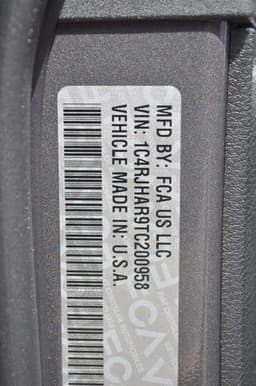 MFD BY: FCA US LLC
VIN: 1C4RJHAR9TC200958
VEHICLE MADE IN: U.S.A.